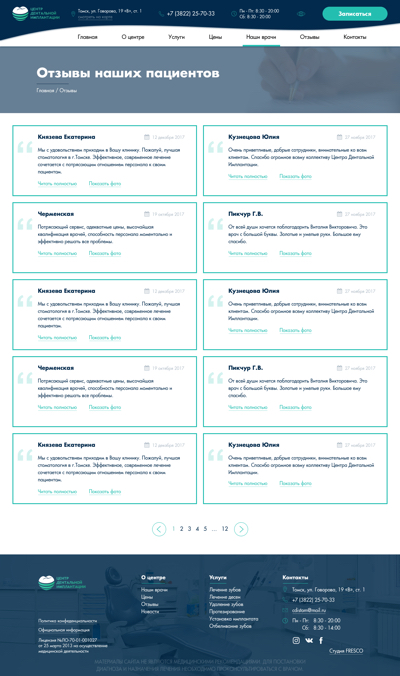 ЦЕНТР
ДЕНТАЛЬНОЙ
ИМПЛАНТАЦИИ
Томск, ул. Говорова, 19 «В», ст. 1
смотреть на карте
+7 (3822) 25-70-33
Пн - Пт: 8:30 - 20:00
Сб: 8:30 - 20:00
Записаться
Главная
О центре
Услуги
Цены
Наши врачи
Отзывы
Контакты
Отзывы наших пациентов
Главная / Отзывы
Князева Екатерина
12 декабря 2017
Мы с удовольствием приходим в Вашу клинику. Пожалуй, лучшая
стоматология в г.Томске. Эффективное, современное лечение
сочетается с потрясающим отношением персонала к своим
пациентам.
Читать полностью
Показать фото
Кузнецова Юлия
27 ноября 2017
Очень приветливые, добрые сотрудники, внимательные ко всем
клиентам. Спасибо огромное всему коллективу Центра Дентальной
Имплантации.
Читать полностью
Показать фото
Черменская
15 октября 2017
Потрясающий сервис, адекватные цены, высочайшая
квалификация врачей, способность персонала моментально и
эффективно решать все проблемы.
Читать полностью
Показать фото
Пикчур Г.В.
27 ноября 2017
От всей души хочется поблагодарить Виталия Викторовича. Это
врач с большой буквы. Золотые и умелые руки. Большое ему
спасибо.
Читать полностью
Показать фото
Князева Екатерина
12 декабря 2017
Мы с удовольствием приходим в Вашу клинику. Пожалуй, лучшая
стоматология в г.Томске. Эффективное, современное лечение
сочетается с потрясающим отношением персонала к своим
пациентам.
Читать полностью
Показать фото
Кузнецова Юлия
27 ноября 2017
Очень приветливые, добрые сотрудники, внимательные ко всем
клиентам. Спасибо огромное всему коллективу Центра Дентальной
Имплантации.
Читать полностью
Показать фото
Черменская
15 октября 2017
Потрясающий сервис, адекватные цены, высочайшая
квалификация врачей, способность персонала моментально и
эффективно решать все проблемы.
Читать полностью
Показать фото
Пикчур Г.В.
27 ноября 2017
От всей души хочется поблагодарить Виталия Викторовича. Это
врач с большой буквы. Золотые и умелые руки. Большое ему
спасибо.
Читать полностью
Показать фото
Князева Екатерина
12 декабря 2017
Мы с удовольствием приходим в Вашу клинику. Пожалуй, лучшая
стоматология в г.Томске. Эффективное, современное лечение
сочетается с потрясающим отношением персонала к своим
пациентам.
Читать полностью
Показать фото
Кузнецова Юлия
27 ноября 2017
Очень приветливые, добрые сотрудники, внимательные ко всем
клиентам. Спасибо огромное всему коллективу Центра Дентальной
Имплантации.
Читать полностью
Показать фото
1 2 3 4 5 ... 12
ЦЕНТР
ДЕНТАЛЬНОЙ
ИМПЛАНТАЦИИ
Политика конфиденциальности
Официальная информация
Лицензия №ЛО-70-01-001027
от 25 марта 2013 на осуществление
медицинской деятельности
О центре
Наши врачи
Цены
Отзывы
Новости
Услуги
Лечение зубов
Лечение десен
Удаление зубов
Протезирование
Установка имплантата
Отбеливание зубов
Контакты
Томск, ул. Говорова, 19 «В», ст. 1
+7 (3822) 25-70-33
cdatom@mail.ru
Пн - Пт: 8:00 - 20:00
Сб: 8:30 - 14:00
Студия FRESCO
МАТЕРИАЛЫ САЙТА НЕ ЯВЛЯЮТСЯ МЕДИЦИНСКИМИ РЕКОМЕНДАЦИЯМИ. ДЛЯ ПОСТАНОВКИ
ДИАГНОЗА И НАЗНАЧЕНИЯ ЛЕЧЕНИЯ НЕОБХОДИМО ПРОКОНСУЛЬТИРОВАТЬСЯ С ВРАЧОМ.